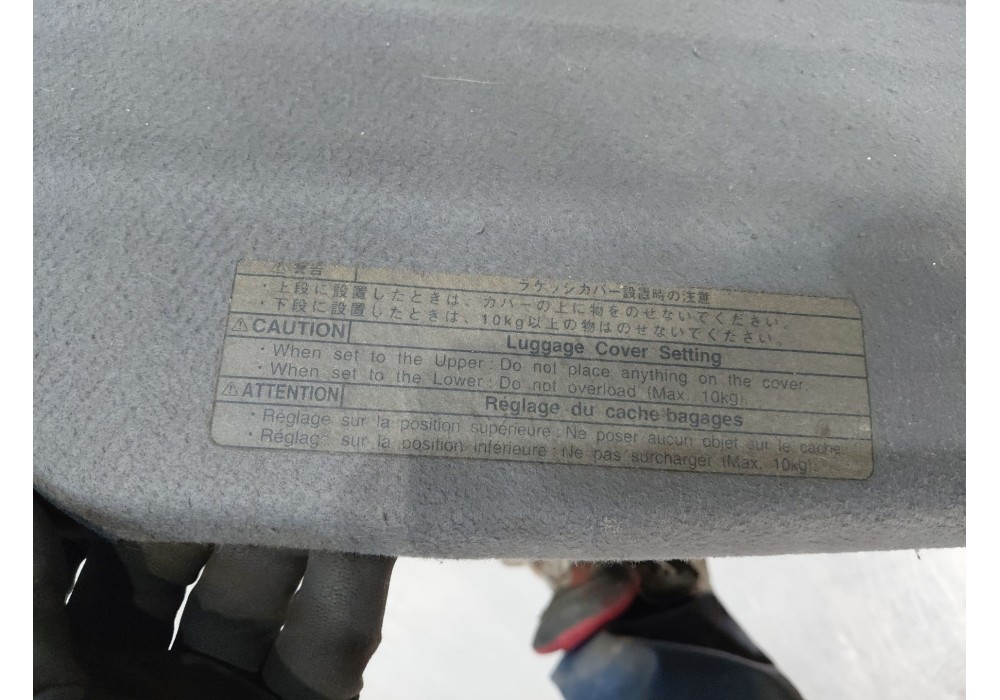 ⚠警告 ラゲッジカバー設置時の注意
・上段に設置したときは、カバーの上に物をのせないでください。
・下段に設置したときは、10kg以上の物はのせないでください。
⚠CAUTION Luggage Cover Setting
・When set to the Upper : Do not place anything on the cover.
・When set to the Lower : Do not overload (Max. 10kg).
⚠ATTENTION Réglage du cache bagages
・Réglage sur la position supérieure : Ne poser aucun objet sur le cache.
・Réglage sur la position inférieure : Ne pas surcharger (Max. 10kg).